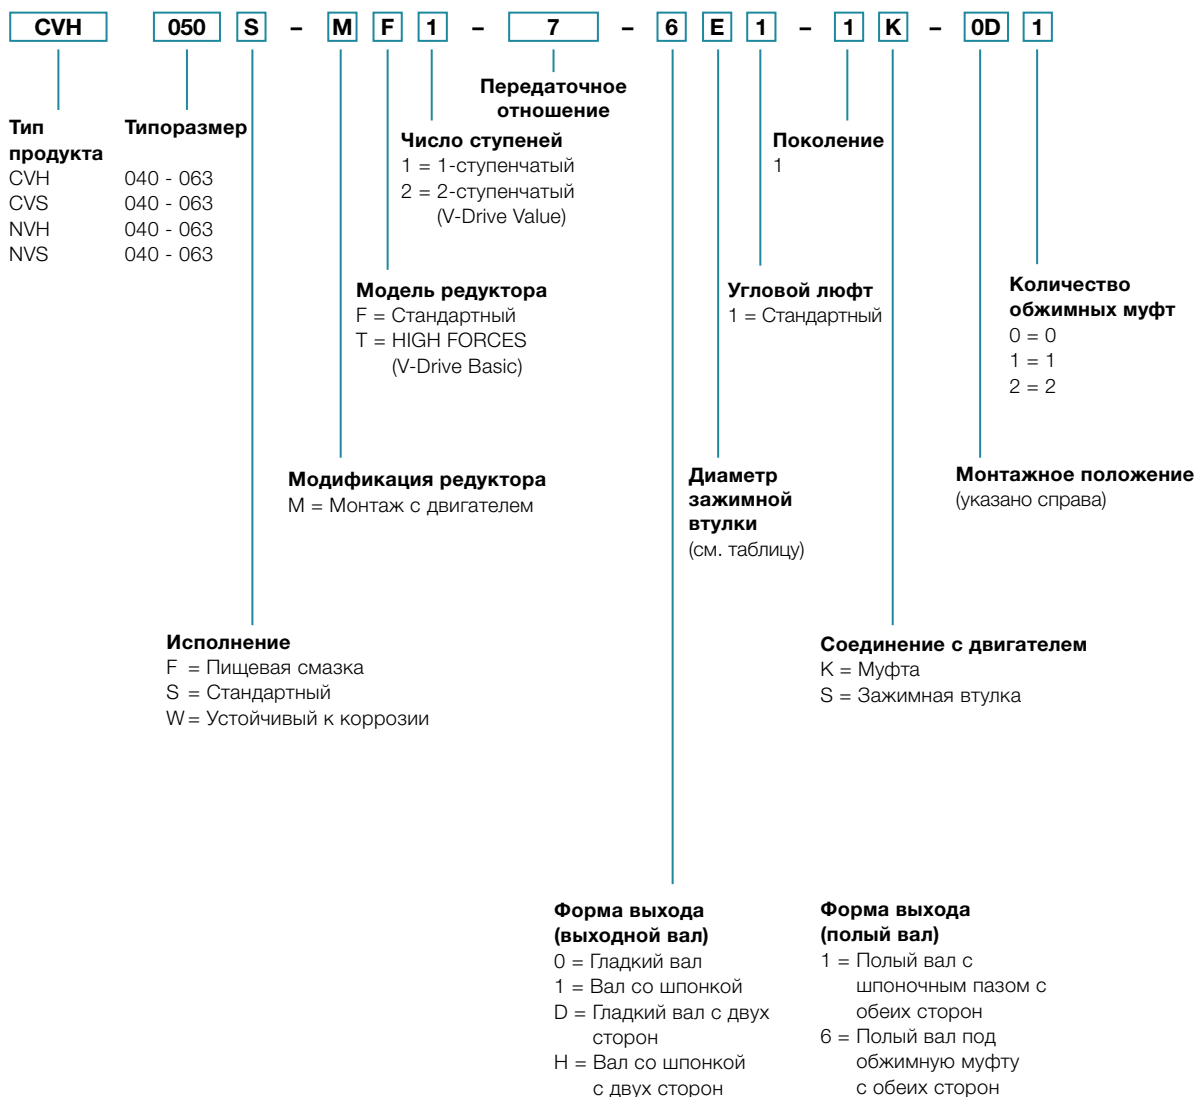 CVH 050 S – M F 1 – 7 – 6 E 1 – 1 K – 0D 1
Передаточное
отношение
Тип
продукта
CVH
CVS
NVH
NVS
Типоразмер
040 - 063
040 - 063
040 - 063
040 - 063
Число ступеней
1 = 1-ступенчатый
2 = 2-ступенчатый
(V-Drive Value)
Поколение
1
Модель редуктора
F = Стандартный
T = HIGH FORCES
(V-Drive Basic)
Угловой люфт
1 = Стандартный
Количество
обжимных муфт
0 = 0
1 = 1
2 = 2
Модификация редуктора
M = Монтаж с двигателем
Диаметр
зажимной
втулки
(см. таблицу)
Монтажное положение
(указано справа)
Исполнение
F = Пищевая смазка
S = Стандартный
W = Устойчивый к коррозии
Соединение с двигателем
K = Муфта
S = Зажимная втулка
Форма выхода
(выходной вал)
0 = Гладкий вал
1 = Вал со шпонкой
D = Гладкий вал с двух
сторон
H = Вал со шпонкой
с двух сторон
Форма выхода
(полый вал)
1 = Полый вал с
шпоночным пазом с
обеих сторон
6 = Полый вал под
обжимную муфту
с обеих сторон